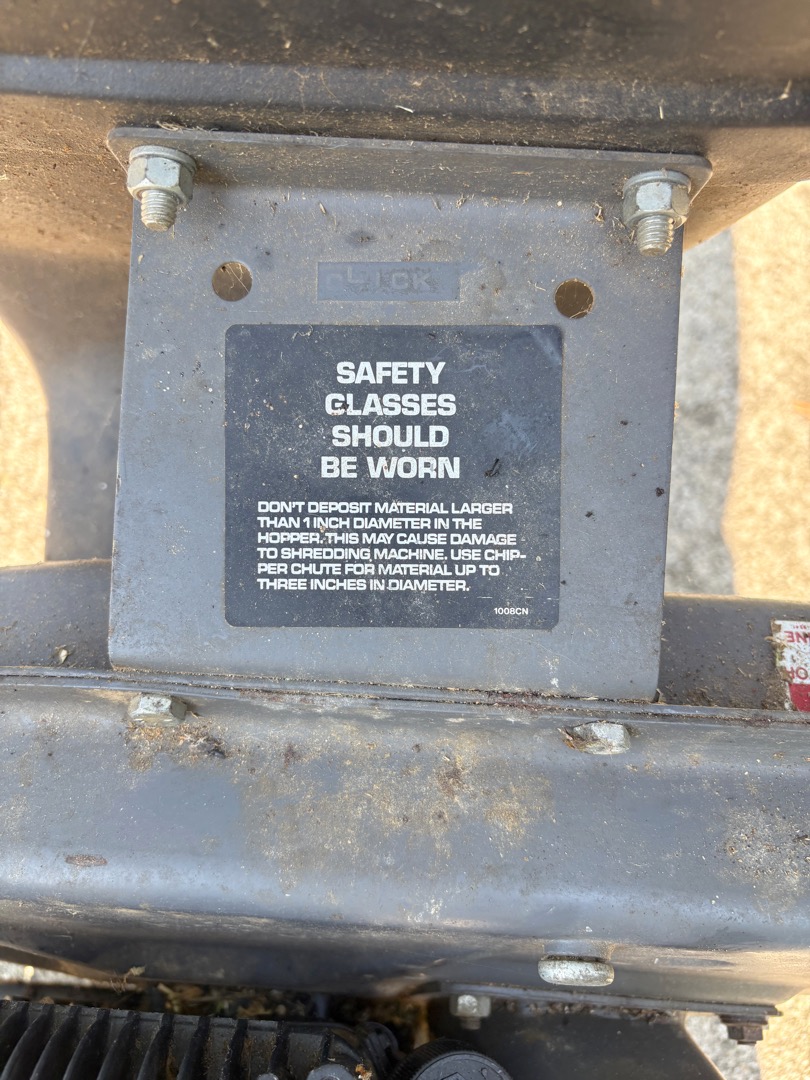 SAFETY
GLASSES
SHOULD
BE WORN
DON'T DEPOSIT MATERIAL LARGER
THAN 1 INCH DIAMETER IN THE
HOPPER. THIS MAY CAUSE DAMAGE
TO SHREDDING MACHINE. USE CHIP-
PER CHUTE FOR MATERIAL UP TO
THREE INCHES IN DIAMETER.
1008CN